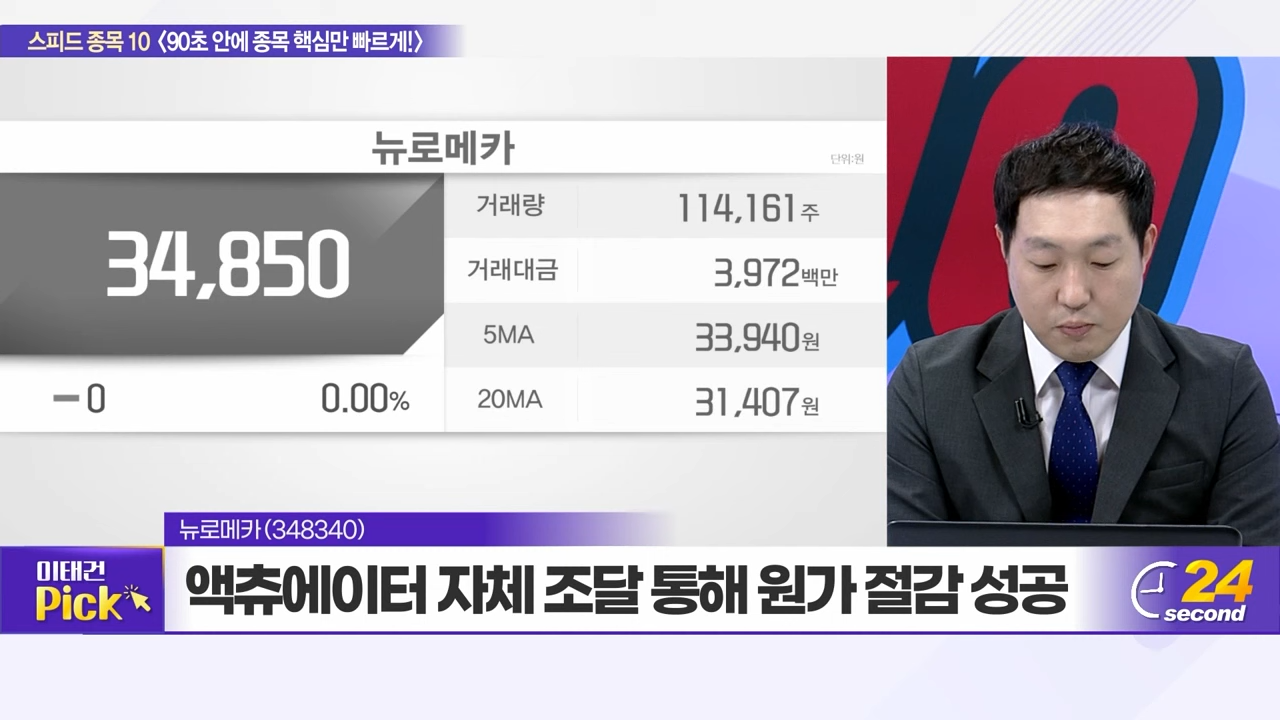 스피드 종목 10 <90초 안에 종목 핵심만 빠르게!>
뉴로메카
단위:원
34,850
0 0.00%
거래량 114,161주
거래대금 3,972백만
5MA 33,940원
20MA 31,407원
뉴로메카(348340)
이태건
Pick
액츄에이터 자체 조달 통해 원가 절감 성공
24
second